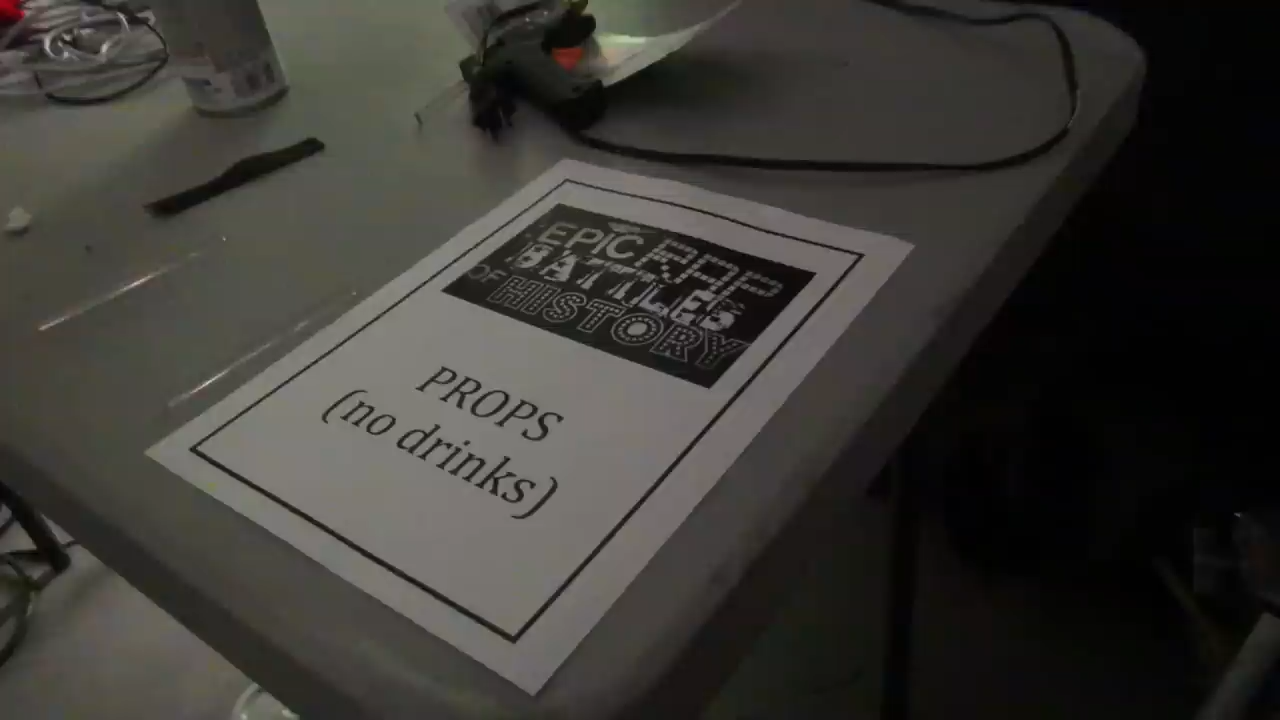 EPIC RAP
BATTLES
OF HISTORY
PROPS
(no drinks)